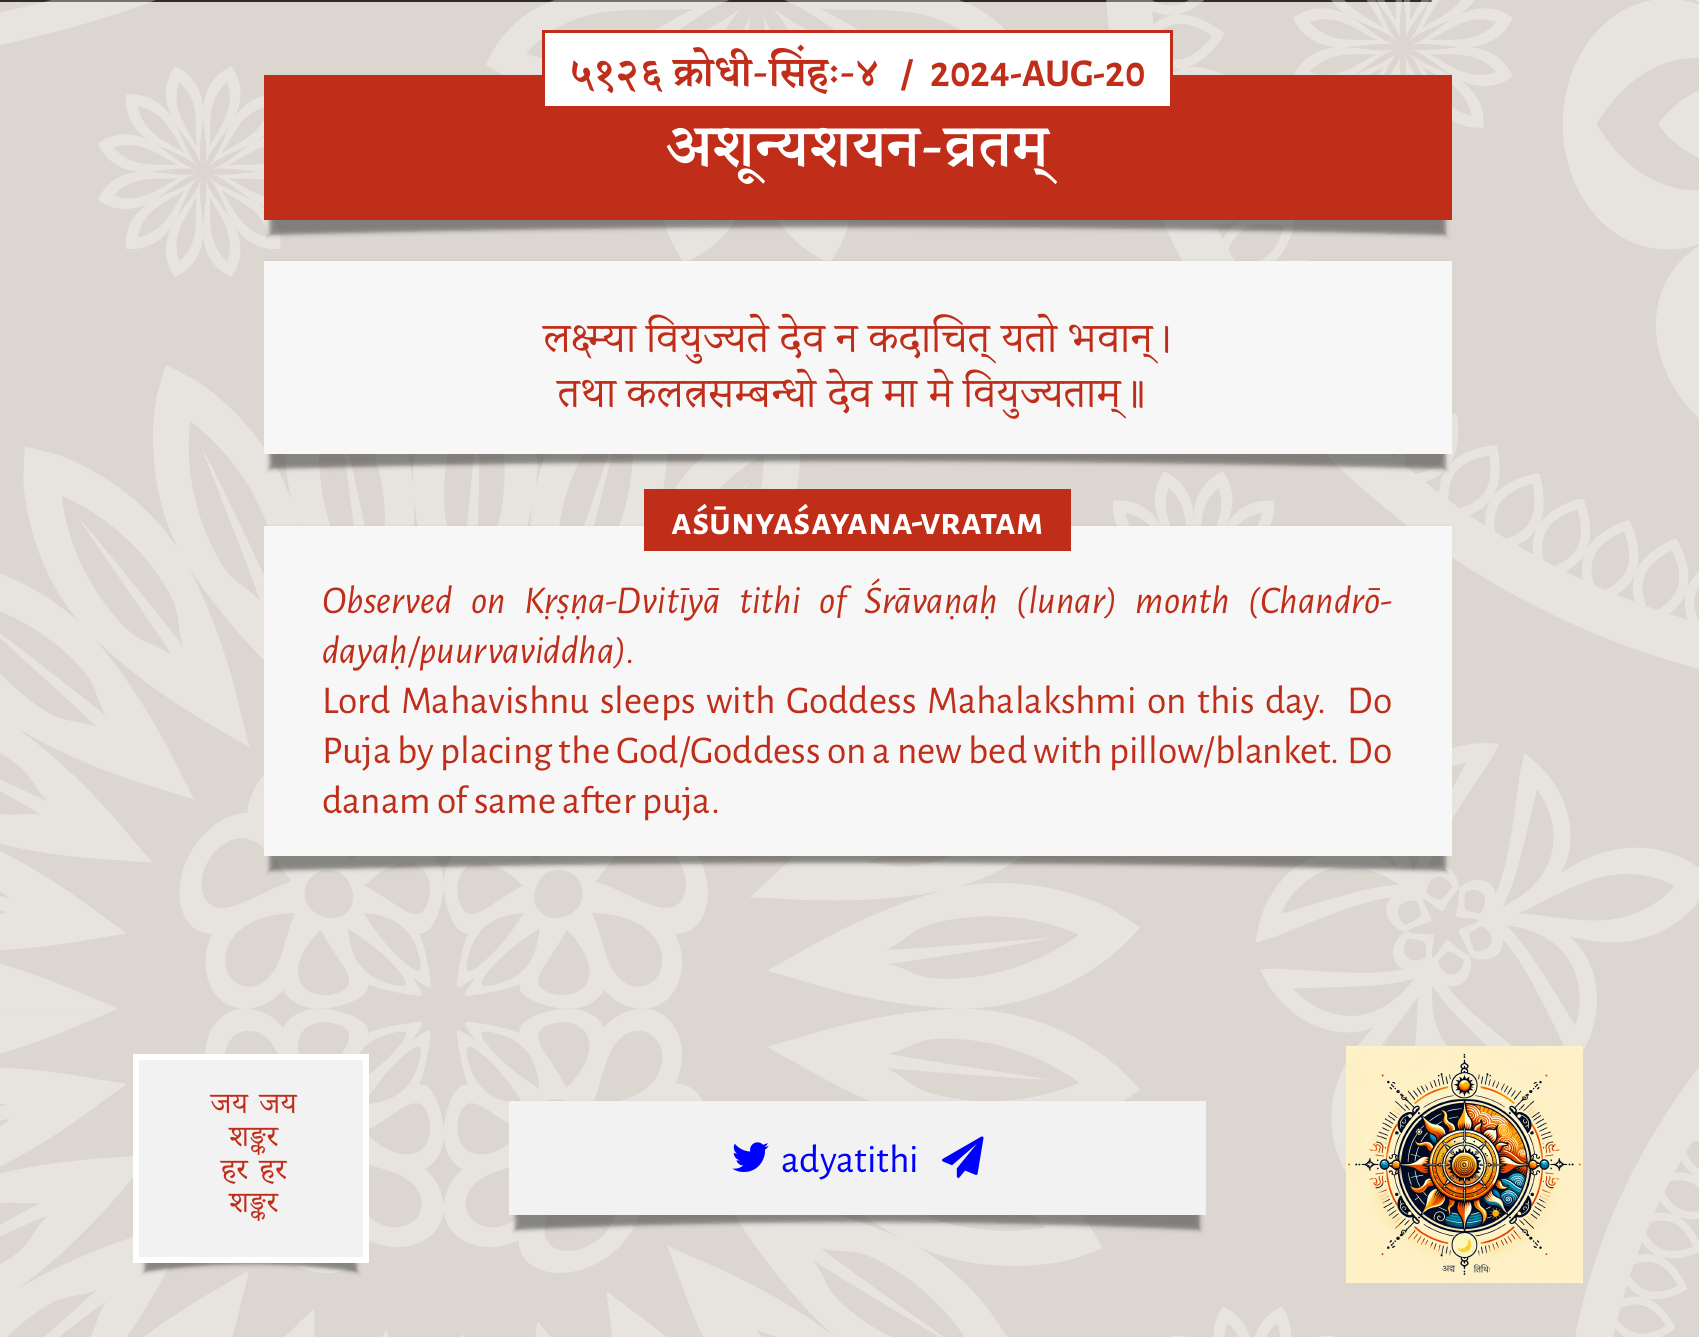 ५१२६ क्रोधी-सिंहः-४ / 2024-AUG-20
अशून्यशयन-व्रतम्
लक्ष्म्या वियुज्यते देव न कदाचित् यतो भवान्।
तथा कलत्रसम्बन्धो देव मा मे वियुज्यताम्॥
AŚŪNYAŚAYANA-VRATAM
Observed on Kṛṣṇa-Dvitīyā tithi of Śrāvaṇaḥ (lunar) month (Chandrō-
dayaḥ/puurvaviddha).
Lord Mahavishnu sleeps with Goddess Mahalakshmi on this day. Do
Puja by placing the God/Goddess on a new bed with pillow/blanket. Do
danam of same after puja.
जय जय
शङ्कर
हर हर
शङ्कर
adyatithi
अद्य तिथिः